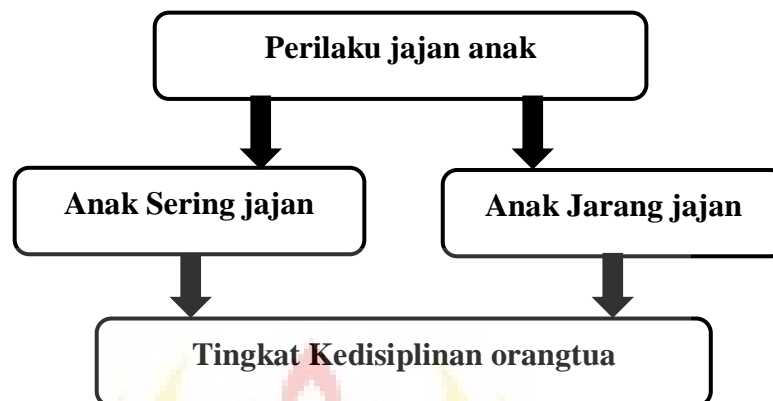 Perilaku jajan anak
Anak Sering jajan
Anak Jarang jajan
Tingkat Kedisiplinan orangtua